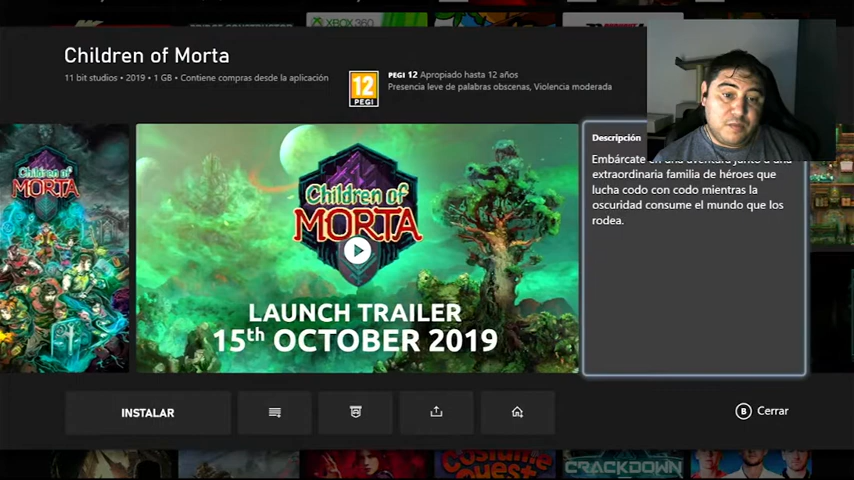 XBOX 360
Children of Morta
11 bit studios • 2019 • 1 GB • Contiene compras desde la aplicación
12
PEGI
PEGI 12 Apropiado hasta 12 años
Presencia leve de palabras obscenas, Violencia moderada
Children of
MORTA
Children of
MORTA
LAUNCH TRAILER
15th OCTOBER 2019
Descripción
Embárcate en una aventura junto a una
extraordinaria familia de héroes que
lucha codo con codo mientras la
oscuridad consume el mundo que los
rodea.
INSTALAR
B Cerrar
COSTUME
QUEST
CRACKDOWN